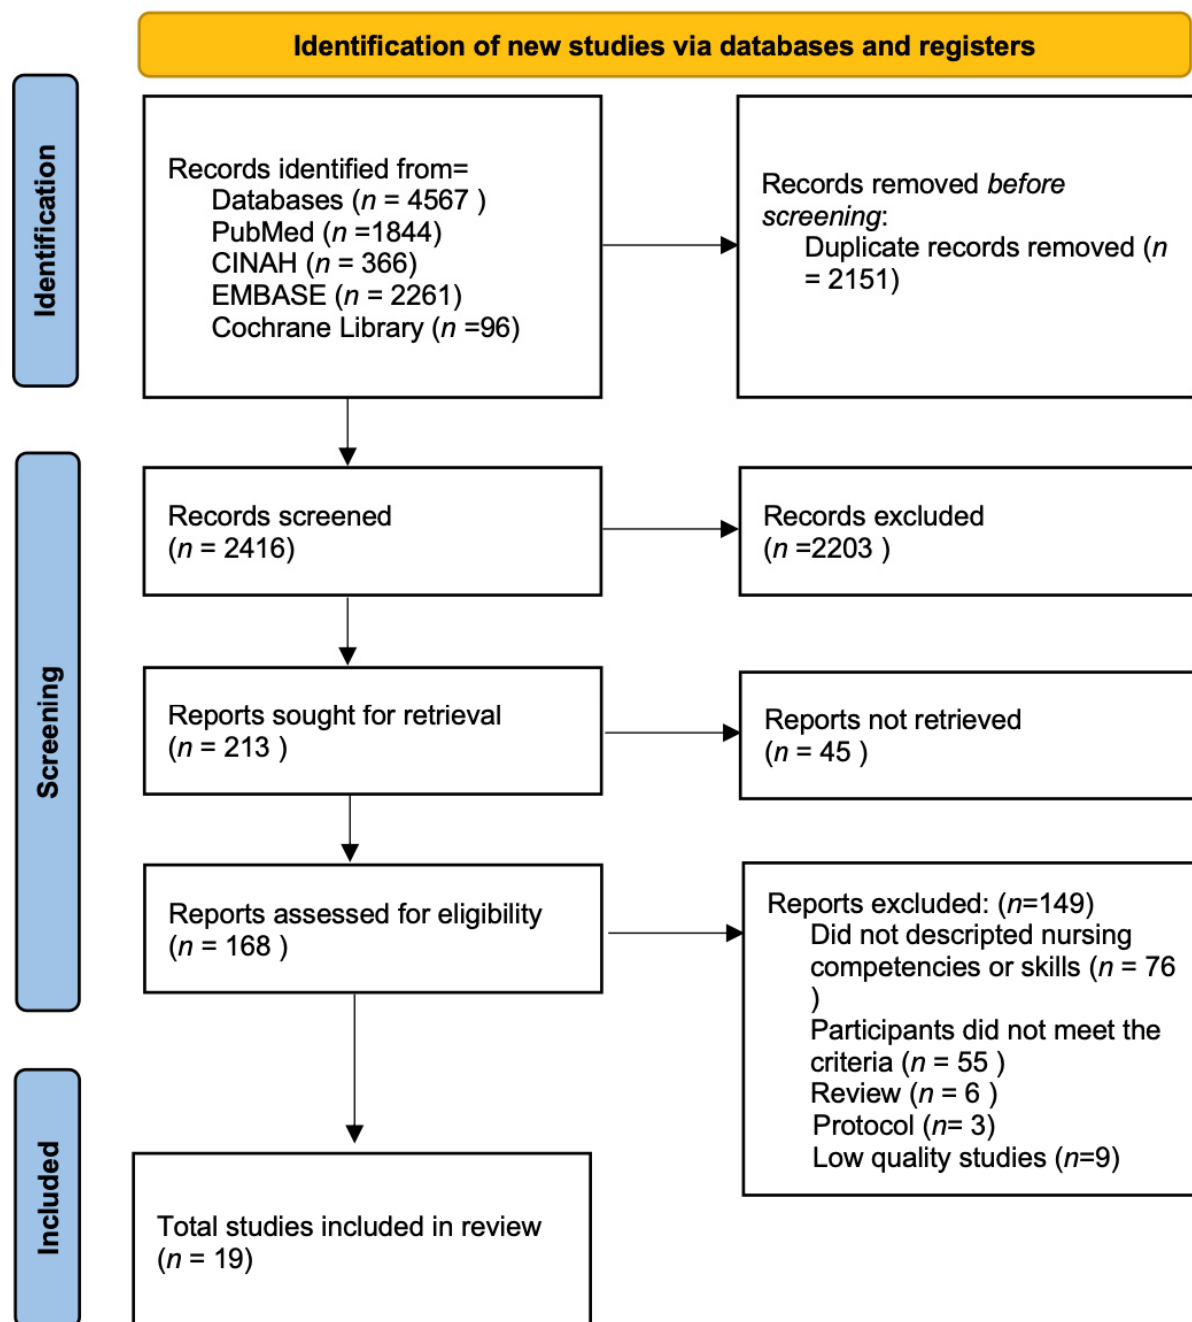 Identification of new studies via databases and registers
Identification
Records identified from=
Databases (n = 4567 )
PubMed (n =1844)
CINAH (n = 366)
EMBASE (n = 2261)
Cochrane Library (n =96)
Records removed before
screening:
Duplicate records removed (n
= 2151)
Screening
Records screened
(n = 2416)
Records excluded
(n =2203 )
Reports sought for retrieval
(n = 213 )
Reports not retrieved
(n = 45 )
Reports assessed for eligibility
(n = 168 )
Reports excluded: (n=149)
Did not descripted nursing
competencies or skills (n = 76
)
Participants did not meet the
criteria (n = 55 )
Review (n = 6 )
Protocol (n= 3)
Low quality studies (n=9)
Included
Total studies included in review
(n = 19)